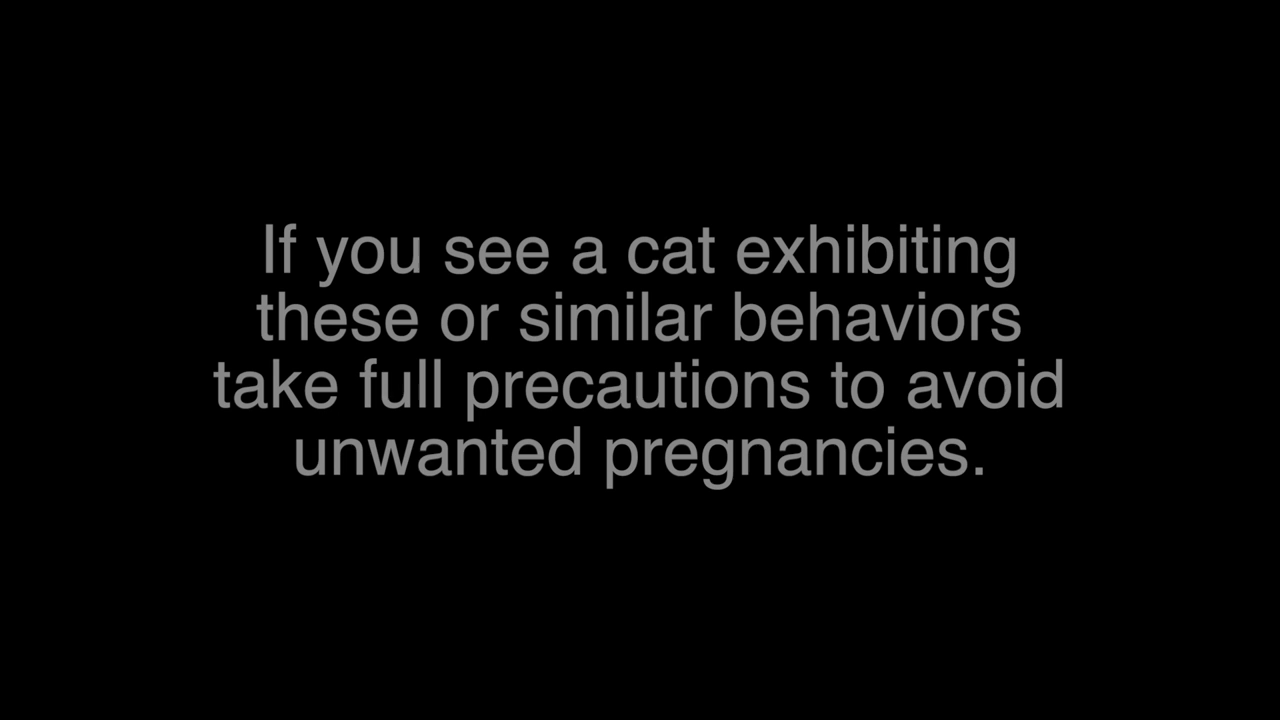 If you see a cat exhibiting
these or similar behaviors
take full precautions to avoid
unwanted pregnancies.